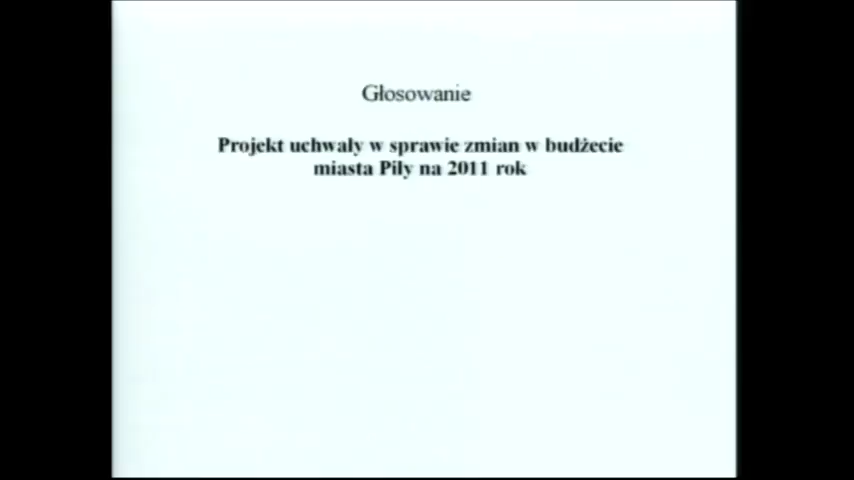 Głosowanie
Projekt uchwały w sprawie zmian w budżecie
miasta Piły na 2011 rok